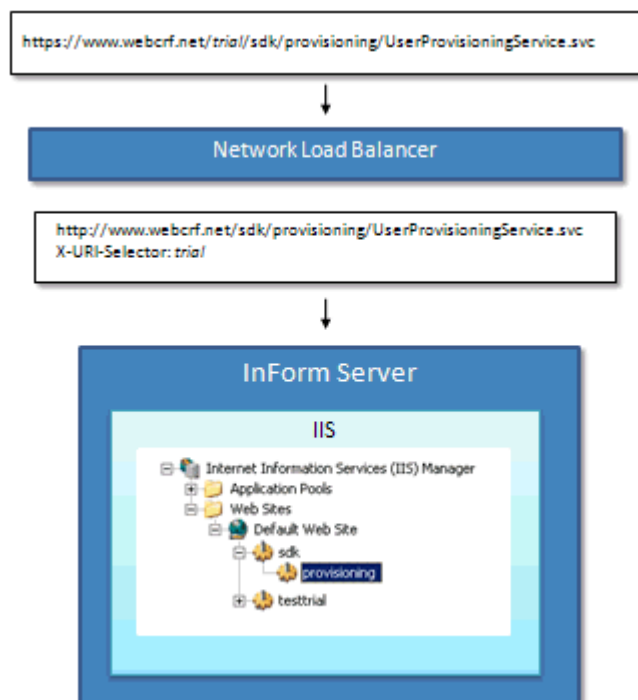 https://www.webcrf.net/trial/sdk/provisioning/UserProvisioningService.svc
Network Load Balancer
http://www.webcrf.net/sdk/provisioning/UserProvisioningService.svc
X-URI-Selector: trial
InForm Server
IIS
Internet Information Services (IIS) Manager
Application Pools
Web Sites
Default Web Site
sdk
provisioning
testtrial